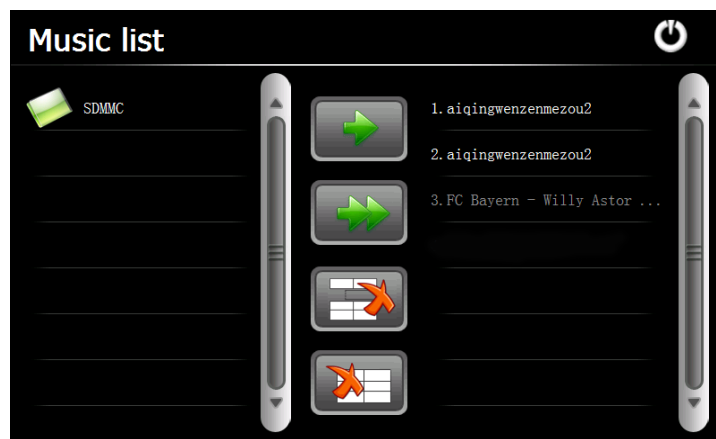 Music list
SDMMC
1.aiqingwenzenmezou2
2.aiqingwenzenmezou2
3.FC Bayern - Willy Astor ...